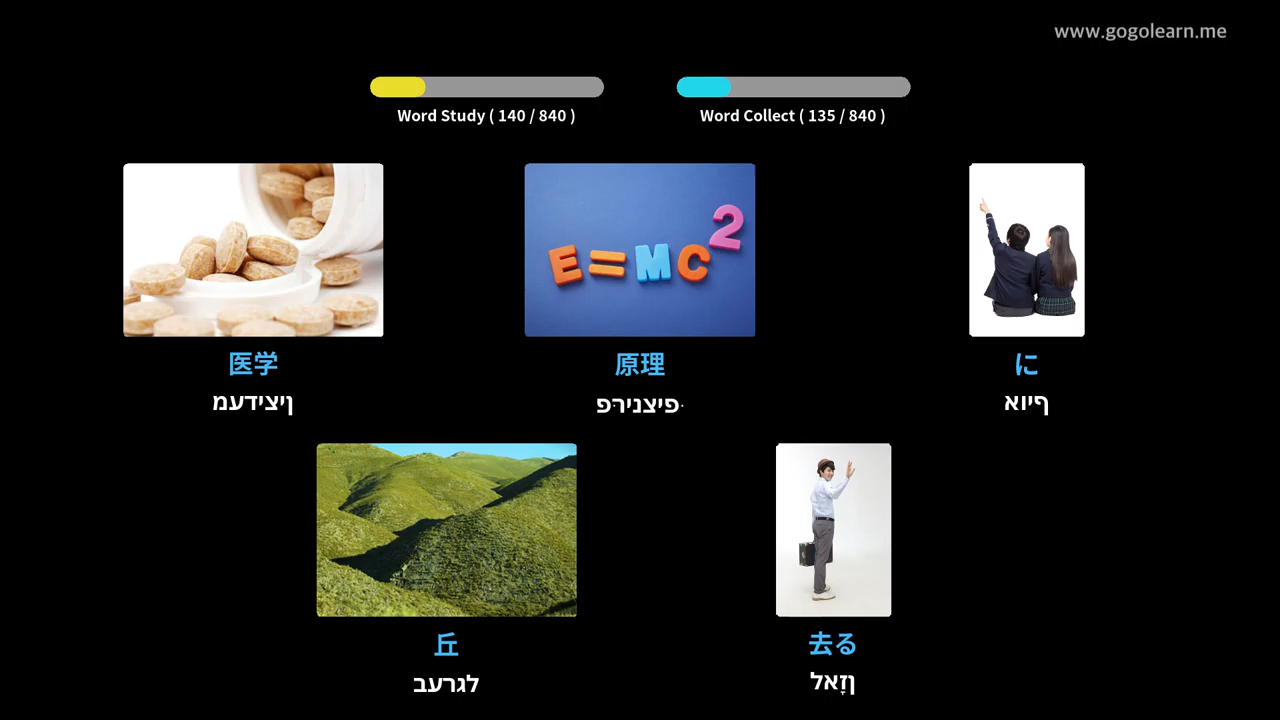 www.gogolearn.me
Word Study ( 140 / 840 )
Word Collect ( 135 / 840 )
医学
原理
に
מעדיצין
פּרינציפּ
אויף
丘
去る
בערגל
לאָזן